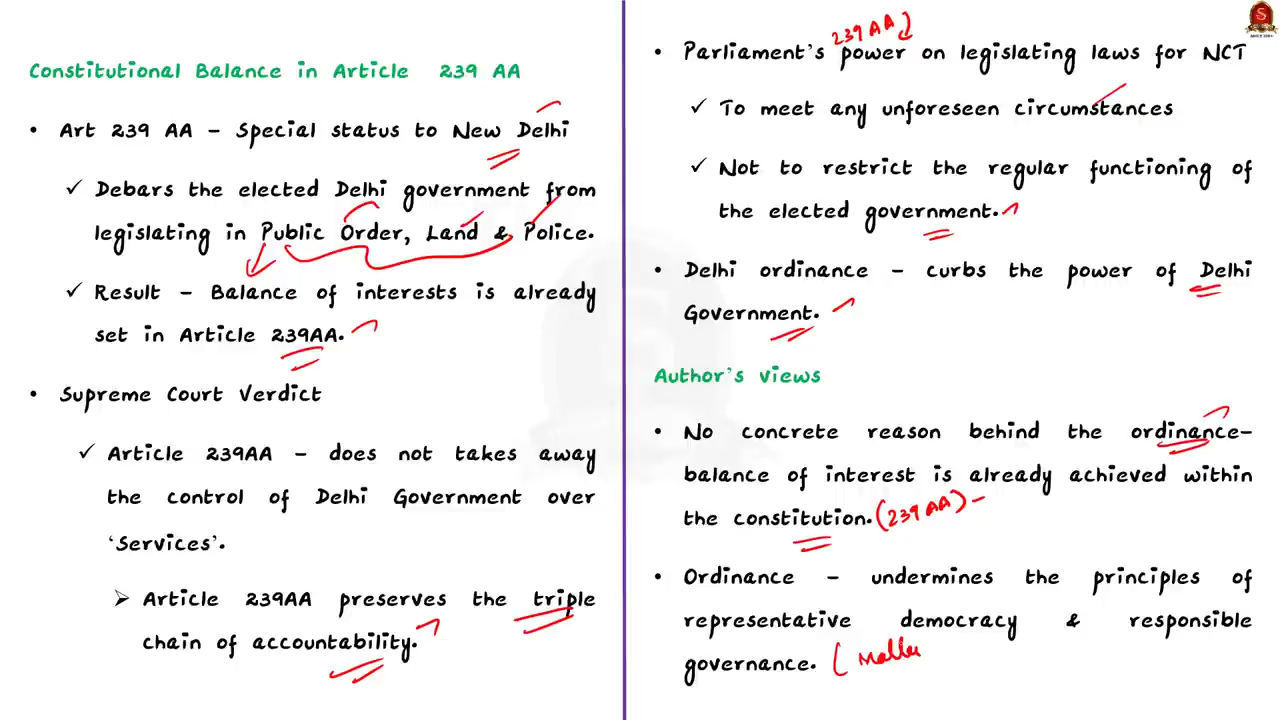 Constitutional Balance in Article 239 AA
• Art 239 AA – Special status to New Delhi
✓ Debars the elected Delhi government from
legislating in Public Order, Land & Police.
✓ Result – Balance of interests is already
set in Article 239AA.
• Supreme Court Verdict
✓ Article 239AA – does not takes away
the control of Delhi Government over
‘Services’.
➢ Article 239AA preserves the triple
chain of accountability.
239 AA
• Parliament’s power on legislating laws for NCT
✓ To meet any unforeseen circumstances
✓ Not to restrict the regular functioning of
the elected government.
• Delhi ordinance – curbs the power of Delhi
Government.
Author’s views
• No concrete reason behind the ordinance–
balance of interest is already achieved within
the constitution. (239 AA) –
• Ordinance – undermines the principles of
representative democracy & responsible
governance. (